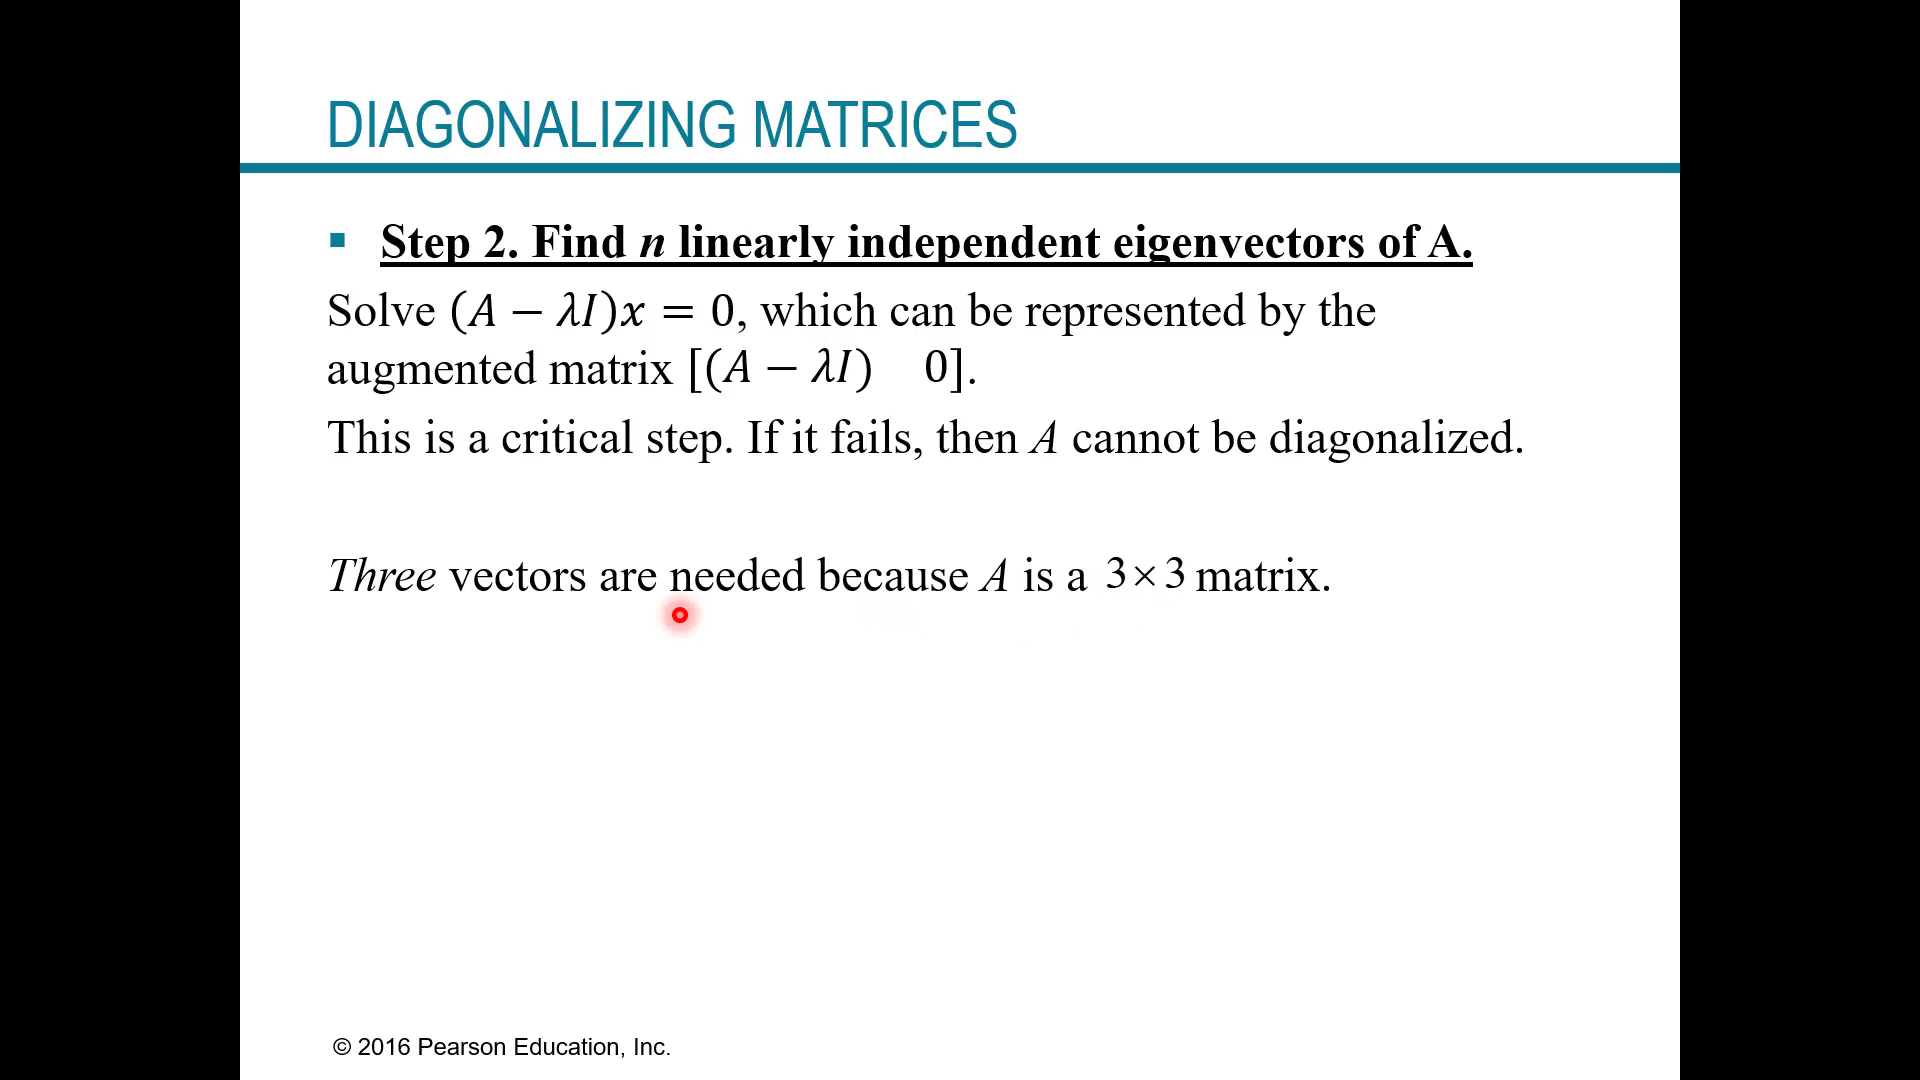 DIAGONALIZING MATRICES
▪ Step 2. Find n linearly independent eigenvectors of A.
Solve (A − λI)x = 0, which can be represented by the
augmented matrix [(A − λI) 0].
This is a critical step. If it fails, then A cannot be diagonalized.
Three vectors are needed because A is a 3×3 matrix.
© 2016 Pearson Education, Inc.